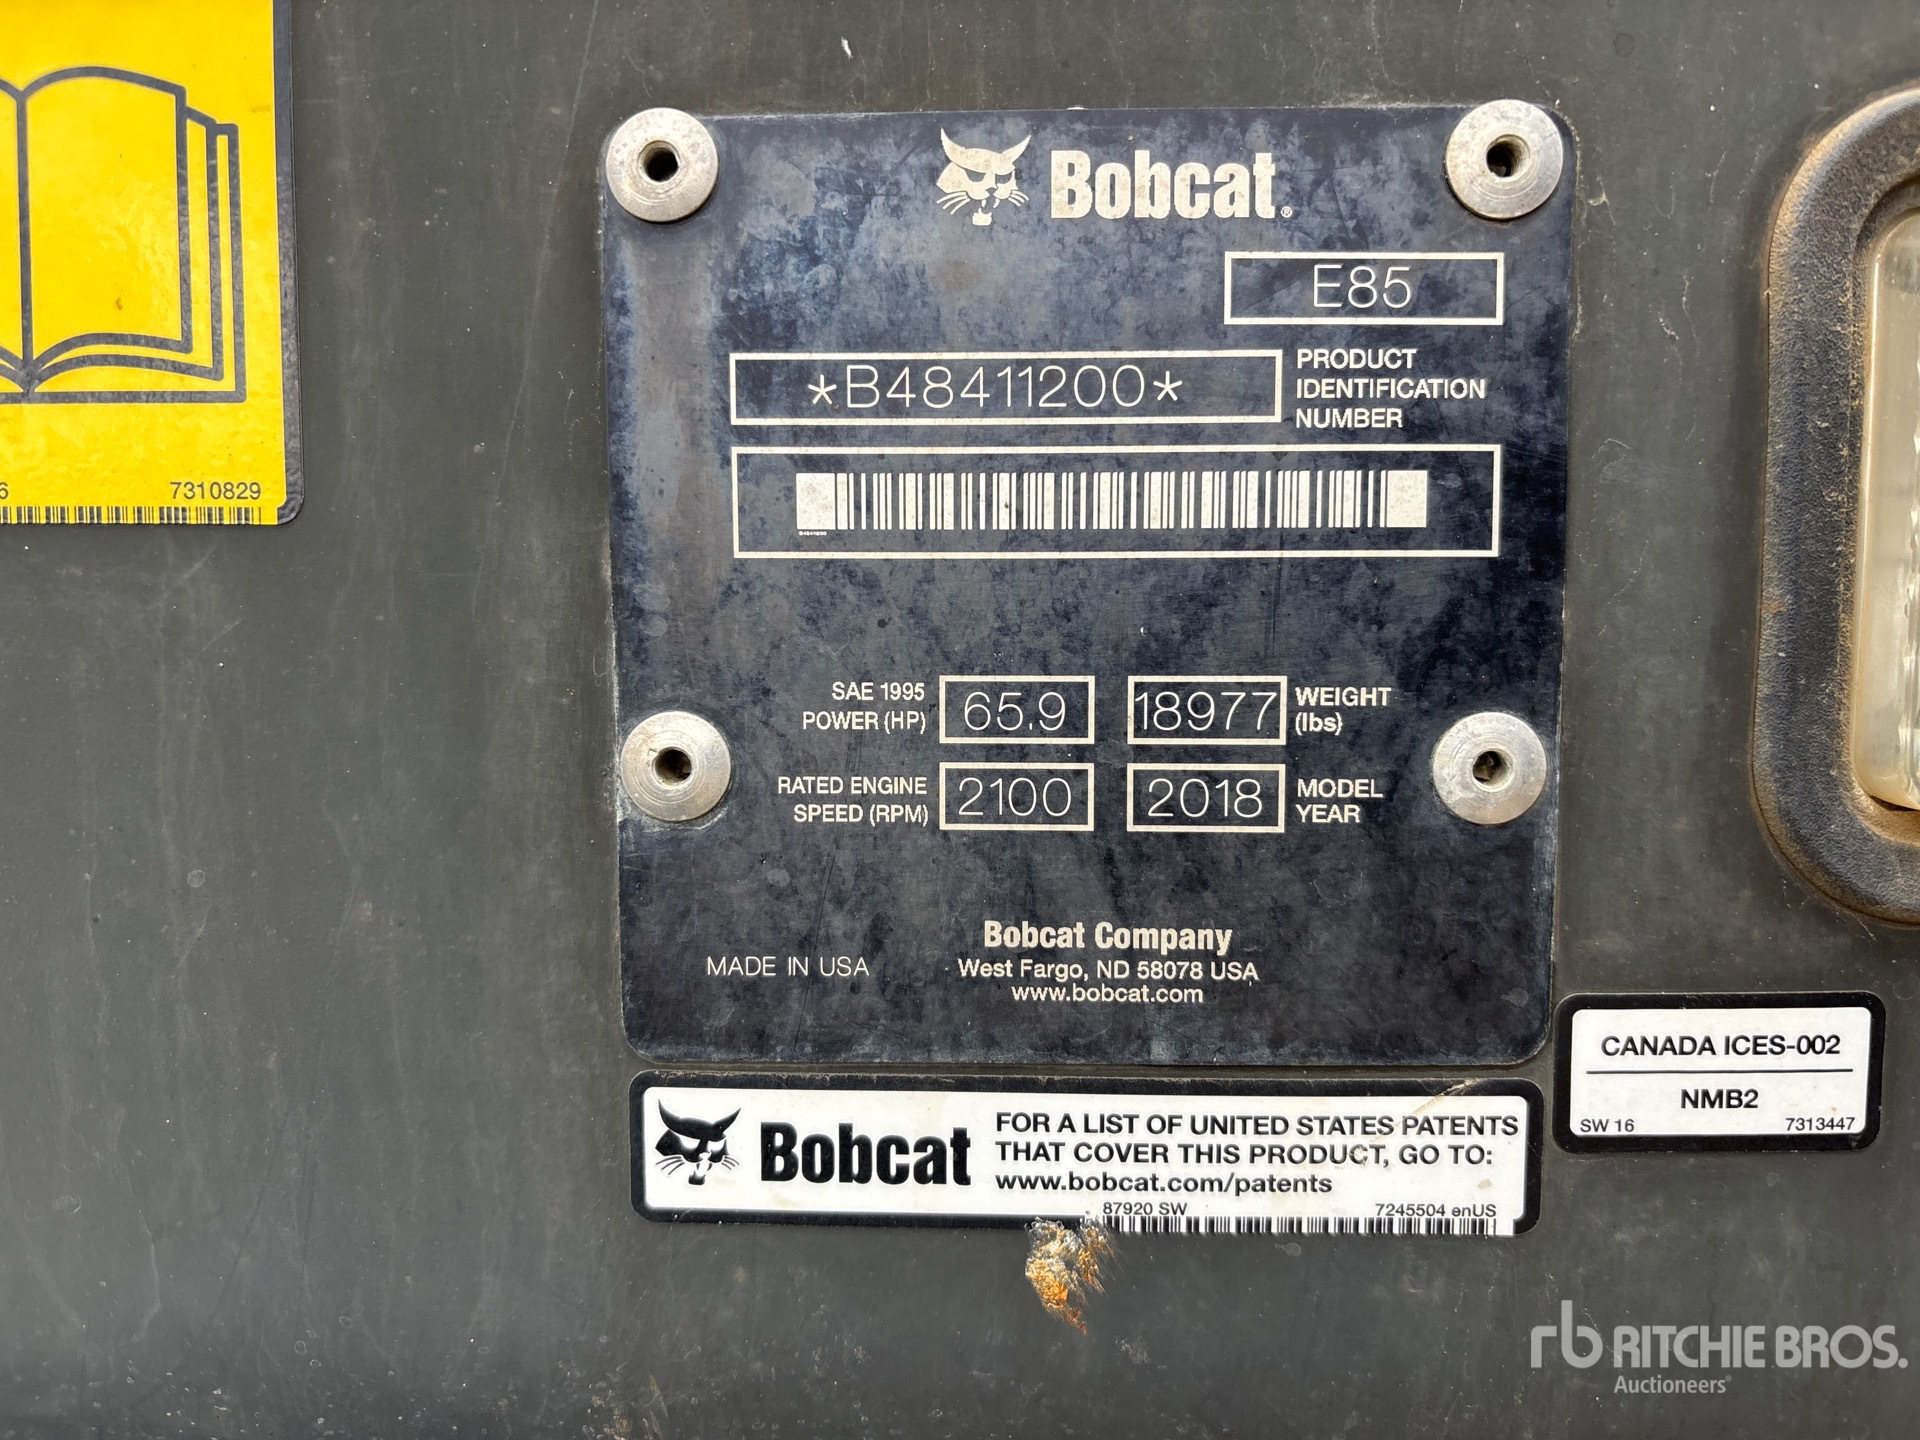 Bobcat®
E85
*B48411200*
PRODUCT
IDENTIFICATION
NUMBER
B48411200
SAE 1995
POWER (HP)
65.9
18977
WEIGHT
(lbs)
RATED ENGINE
SPEED (RPM)
2100
2018
MODEL
YEAR
MADE IN USA
Bobcat Company
West Fargo, ND 58078 USA
www.bobcat.com
6
7310829
Bobcat
FOR A LIST OF UNITED STATES PATENTS
THAT COVER THIS PRODUCT, GO TO:
www.bobcat.com/patents
87920 SW
7245504 enUS
CANADA ICES-002
NMB2
SW 16
7313447
rb RITCHIE BROS.
Auctioneers